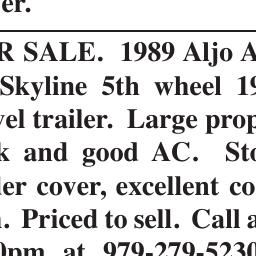 er.
R SALE. 1989 Aljo A
Skyline 5th wheel 19
vel trailer. Large prop
k and good AC. Sto
ler cover, excellent co
. Priced to sell. Call a
0pm at 979-279-5230